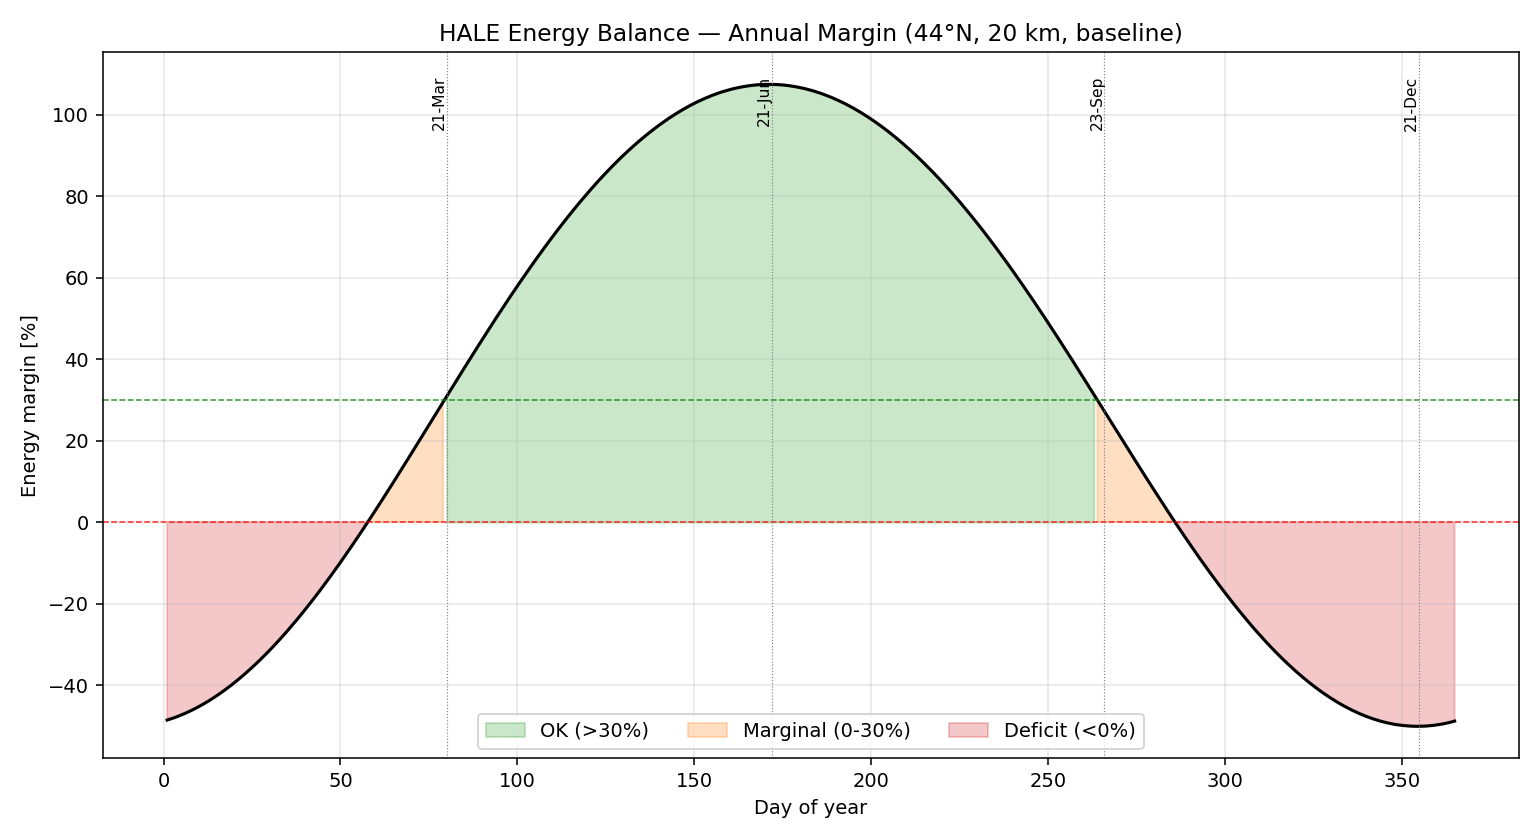 HALE Energy Balance — Annual Margin (44°N, 20 km, baseline)
Energy margin [%]
100
80
60
40
20
0
−20
−40
21-Mar
21-Jun
23-Sep
21-Dec
OK (>30%)
Marginal (0-30%)
Deficit (<0%)
0
50
100
150
200
250
300
350
Day of year